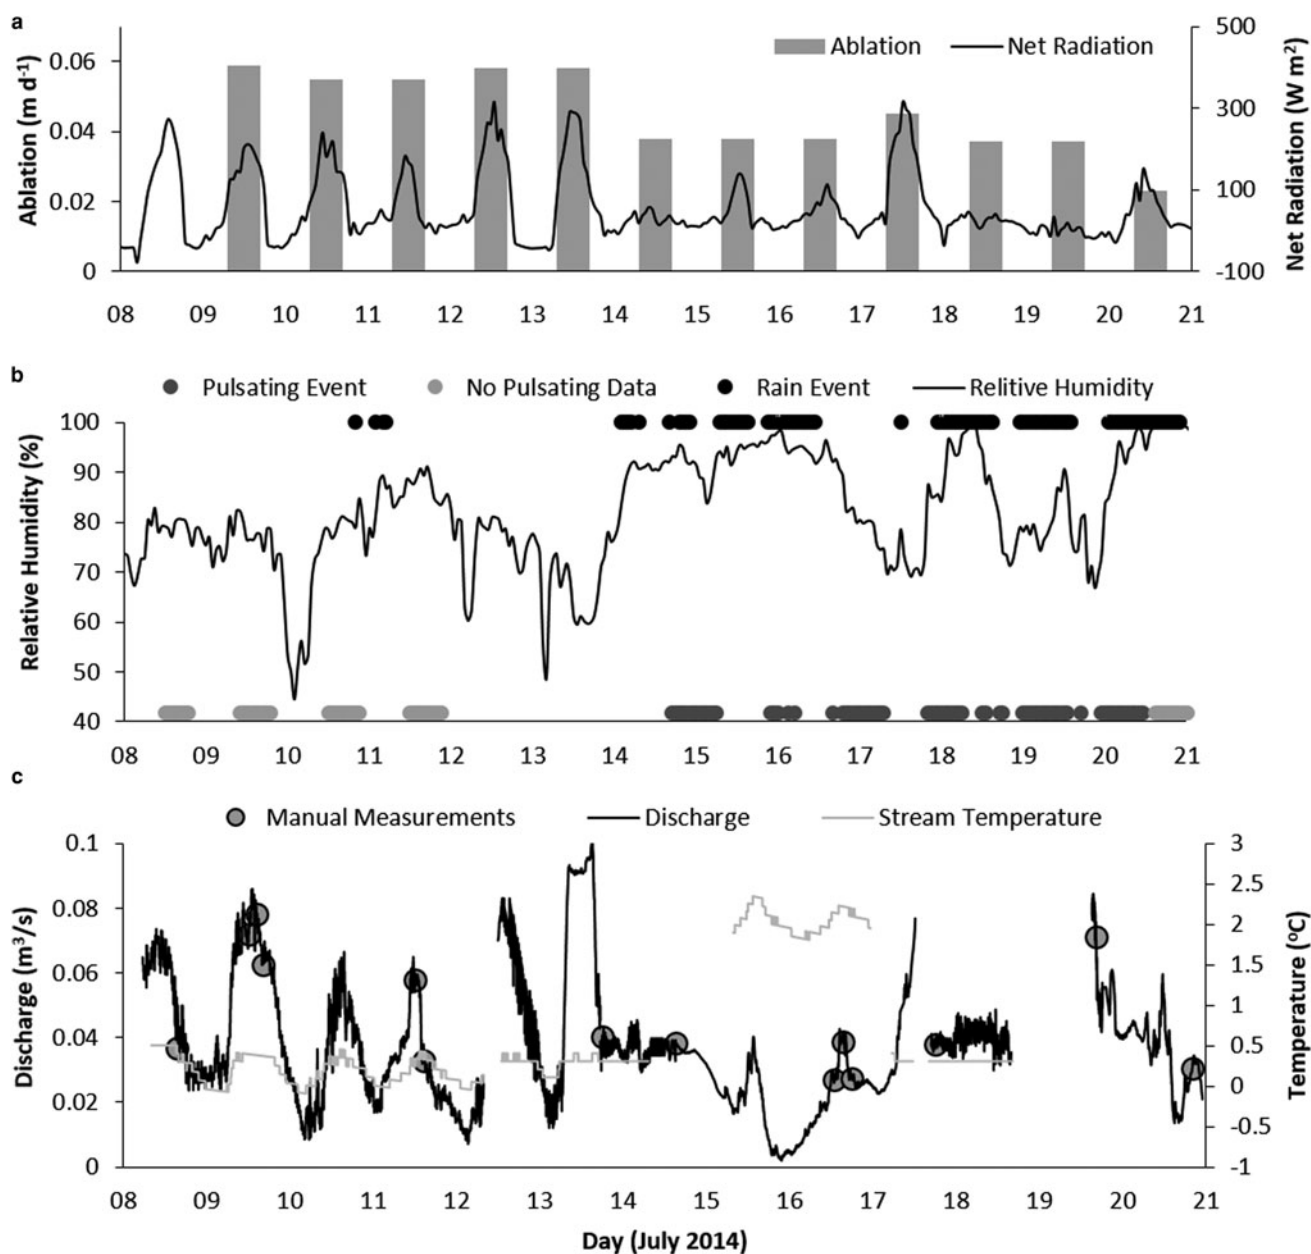 a
Ablation Net Radiation
Ablation (m d-1)
0.06
0.04
0.02
0
500
300
100
-100
Net Radiation (W m2)
08 09 10 11 12 13 14 15 16 17 18 19 20 21
b
Pulsating Event No Pulsating Data Rain Event Relitive Humidity
Relative Humidity (%)
100
90
80
70
60
50
40
08 09 10 11 12 13 14 15 16 17 18 19 20 21
c
Manual Measurements Discharge Stream Temperature
Discharge (m3/s)
0.1
0.08
0.06
0.04
0.02
0
3
2.5
2
1.5
1
0.5
0
-0.5
-1
Temperature (ºC)
08 09 10 11 12 13 14 15 16 17 18 19 20 21
Day (July 2014)